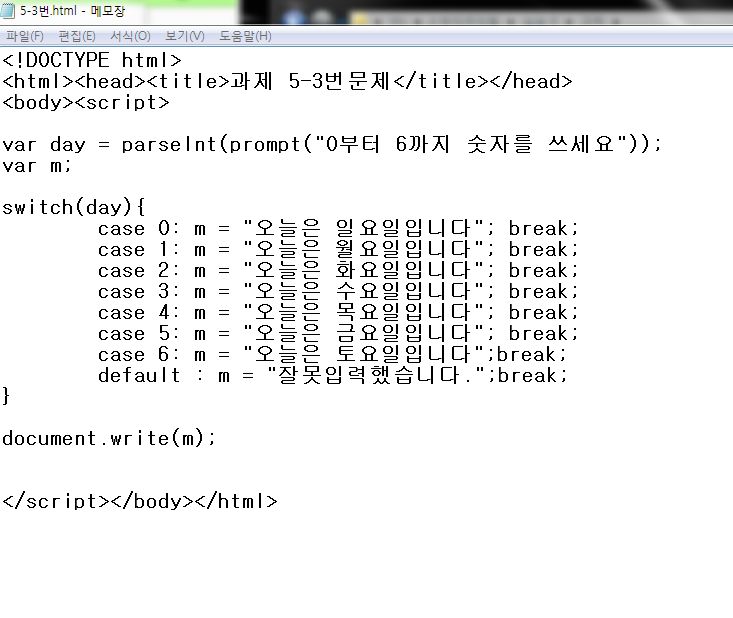 5-3번.html - 메모장
파일(F) 편집(E) 서식(O) 보기(V) 도움말(H)
<!DOCTYPE html>
<html><head><title>과제 5-3번문제</title></head>
<body><script>
var day = parseInt(prompt("0부터 6까지 숫자를 쓰세요"));
var m;
switch(day){
case 0: m = "오늘은 일요일입니다"; break;
case 1: m = "오늘은 월요일입니다"; break;
case 2: m = "오늘은 화요일입니다"; break;
case 3: m = "오늘은 수요일입니다"; break;
case 4: m = "오늘은 목요일입니다"; break;
case 5: m = "오늘은 금요일입니다"; break;
case 6: m = "오늘은 토요일입니다";break;
default : m = "잘못입력했습니다.";break;
}
document.write(m);
</script></body></html>